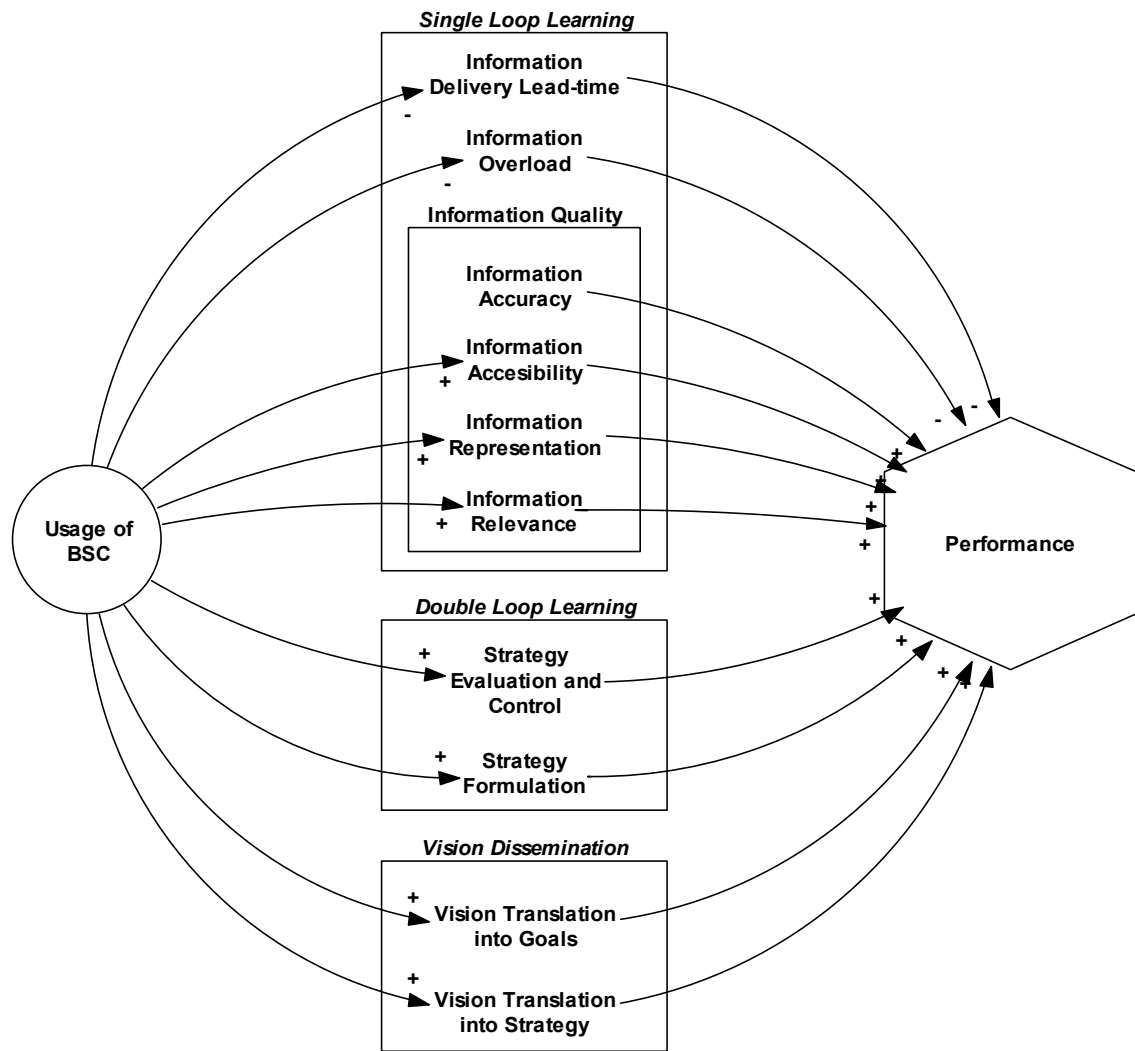 Single Loop Learning
Information
Delivery Lead-time
-
Information
Overload
-
Information Quality
Information
Accuracy
Information
Accesibility
+
Information
Representation
+
Information
Relevance
+
Usage of
BSC
Double Loop Learning
+
Strategy
Evaluation and
Control
+
Strategy
Formulation
Vision Dissemination
+
Vision Translation
into Goals
+
Vision Translation
into Strategy
-
-
+
+
+
+
+
+
+
+
Performance